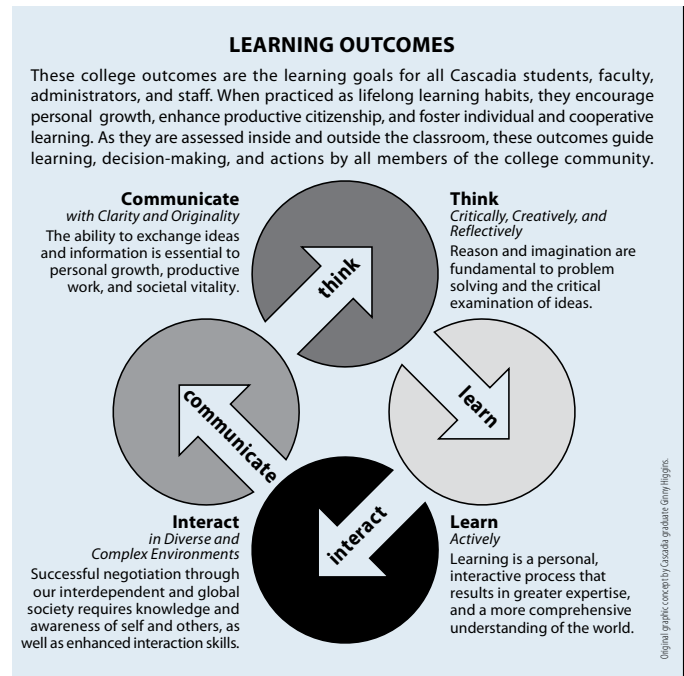 LEARNING OUTCOMES
These college outcomes are the learning goals for all Cascadia students, faculty,
administrators, and staff. When practiced as lifelong learning habits, they encourage
personal growth, enhance productive citizenship, and foster individual and cooperative
learning. As they are assessed inside and outside the classroom, these outcomes guide
learning, decision-making, and actions by all members of the college community.
Communicate
with Clarity and Originality
The ability to exchange ideas
and information is essential to
personal growth, productive
work, and societal vitality.
Think
Critically, Creatively, and
Reflectively
Reason and imagination are
fundamental to problem
solving and the critical
examination of ideas.
think
communicate
learn
interact
Interact
in Diverse and
Complex Environments
Successful negotiation through
our interdependent and global
society requires knowledge and
awareness of self and others, as
well as enhanced interaction skills.
Learn
Actively
Learning is a personal,
interactive process that
results in greater expertise,
and a more comprehensive
understanding of the world.
Original graphic concept by Cascadia graduate Ginny Higgins.